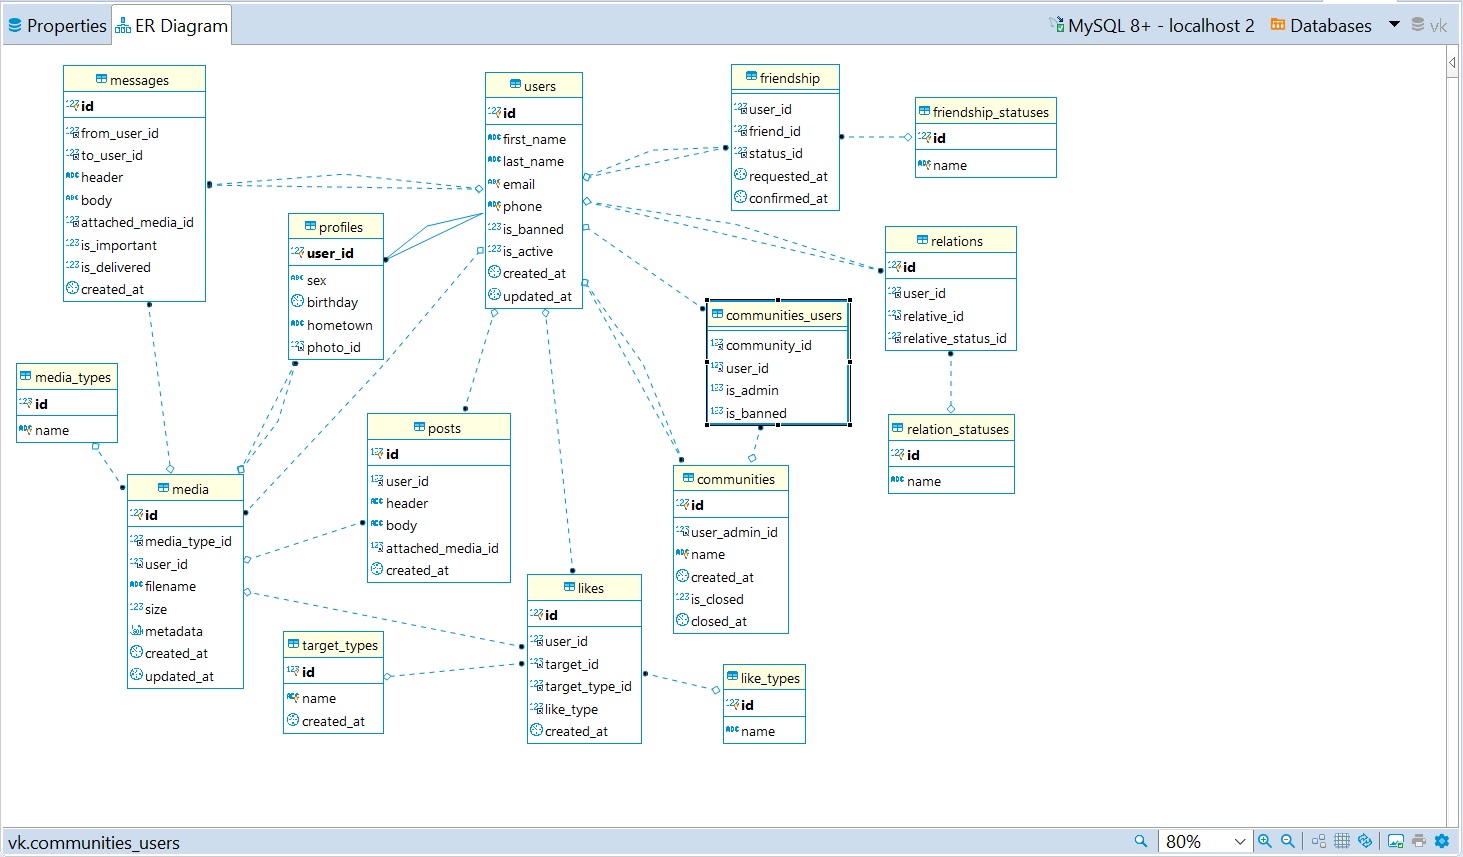 Properties
ER Diagram
MySQL 8+ - localhost 2
Databases
vk
messages
id
from_user_id
to_user_id
header
body
attached_media_id
is_important
is_delivered
created_at
users
id
first_name
last_name
email
phone
is_banned
is_active
created_at
updated_at
friendship
user_id
friend_id
status_id
requested_at
confirmed_at
friendship_statuses
id
name
profiles
user_id
sex
birthday
hometown
photo_id
relations
id
user_id
relative_id
relative_status_id
communities_users
community_id
user_id
is_admin
is_banned
media_types
id
name
posts
id
user_id
header
body
attached_media_id
created_at
relation_statuses
id
name
media
id
media_type_id
user_id
filename
size
metadata
created_at
updated_at
communities
id
user_admin_id
name
created_at
is_closed
closed_at
likes
id
user_id
target_id
target_type_id
like_type
created_at
target_types
id
name
created_at
like_types
id
name
vk.communities_users
80%